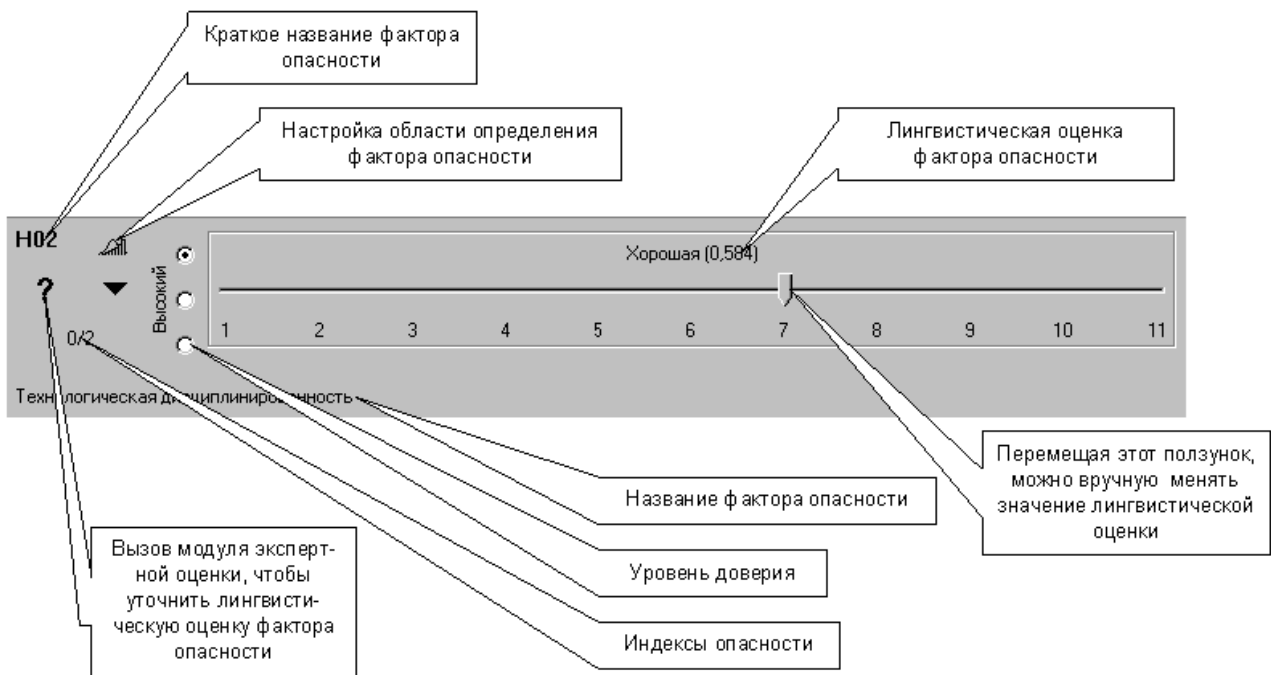 Краткое название фактора
опасности
Настройка области определения
фактора опасности
Лингвистическая оценка
фактора опасности
H02
Хорошая (0,584)
?
Высокий
0/2
1 2 3 4 5 6 7 8 9 10 11
Технологическая дисциплинированность
Название фактора опасности
Перемещая этот ползунок,
можно вручную менять
значение лингвистической
оценки
Вызов модуля эксперт-
ной оценки, чтобы
уточнить лингвисти-
ческую оценку фактора
опасности
Уровень доверия
Индексы опасности